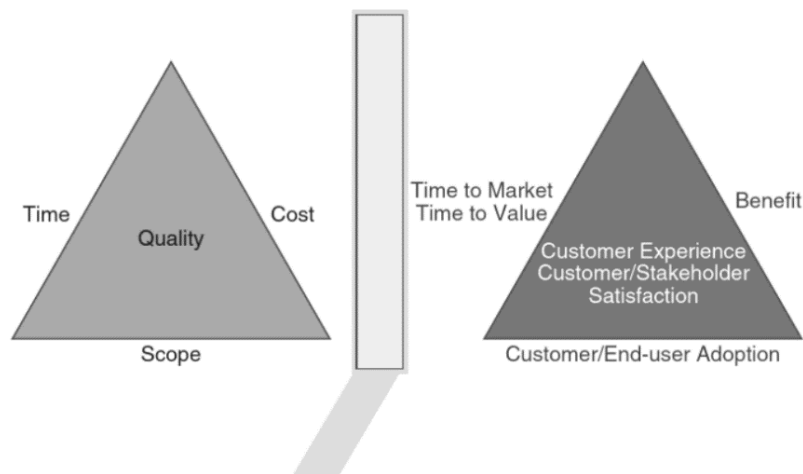 Time
Cost
Quality
Scope
Time to Market
Time to Value
Benefit
Customer Experience
Customer/Stakeholder
Satisfaction
Customer/End-user Adoption